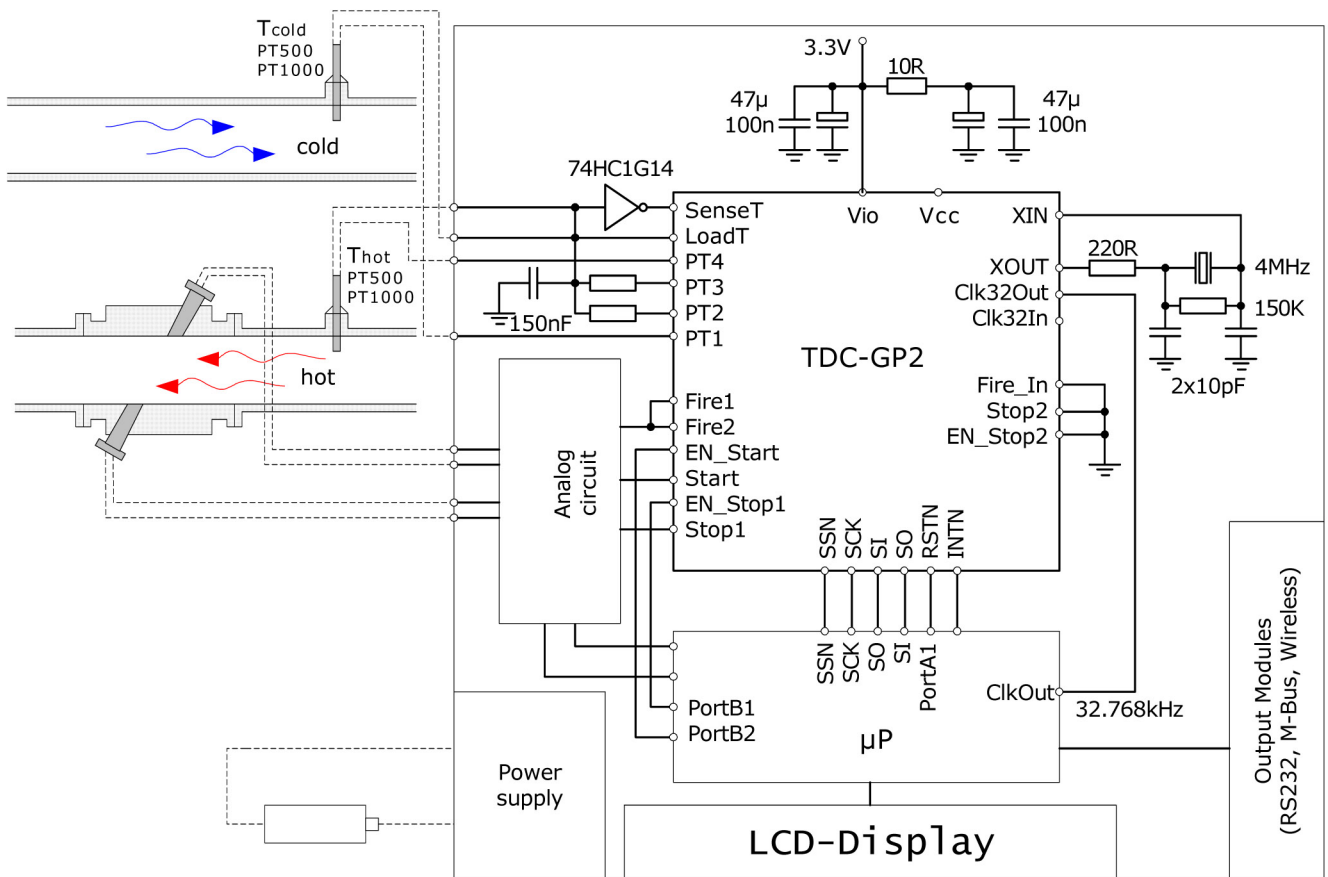 Tcold
PT500
PT1000
cold
Thot
PT500
PT1000
hot
3.3V
10R
47µ
100n
47µ
100n
74HC1G14
150nF
SenseT
LoadT
PT4
PT3
PT2
PT1
Fire1
Fire2
EN_Start
Start
EN_Stop1
Stop1
Vio
Vcc
XIN
XOUT
Clk32Out
Clk32In
Fire_In
Stop2
EN_Stop2
TDC-GP2
220R
4MHz
150K
2x10pF
Analog
circuit
SSN
SCK
SI
SO
RSTN
INTN
SSN
SCK
SO
SI
PortA1
PortB1
PortB2
µP
ClkOut
32.768kHz
Power
supply
LCD-Display
Output Modules
(RS232, M-Bus, Wireless)